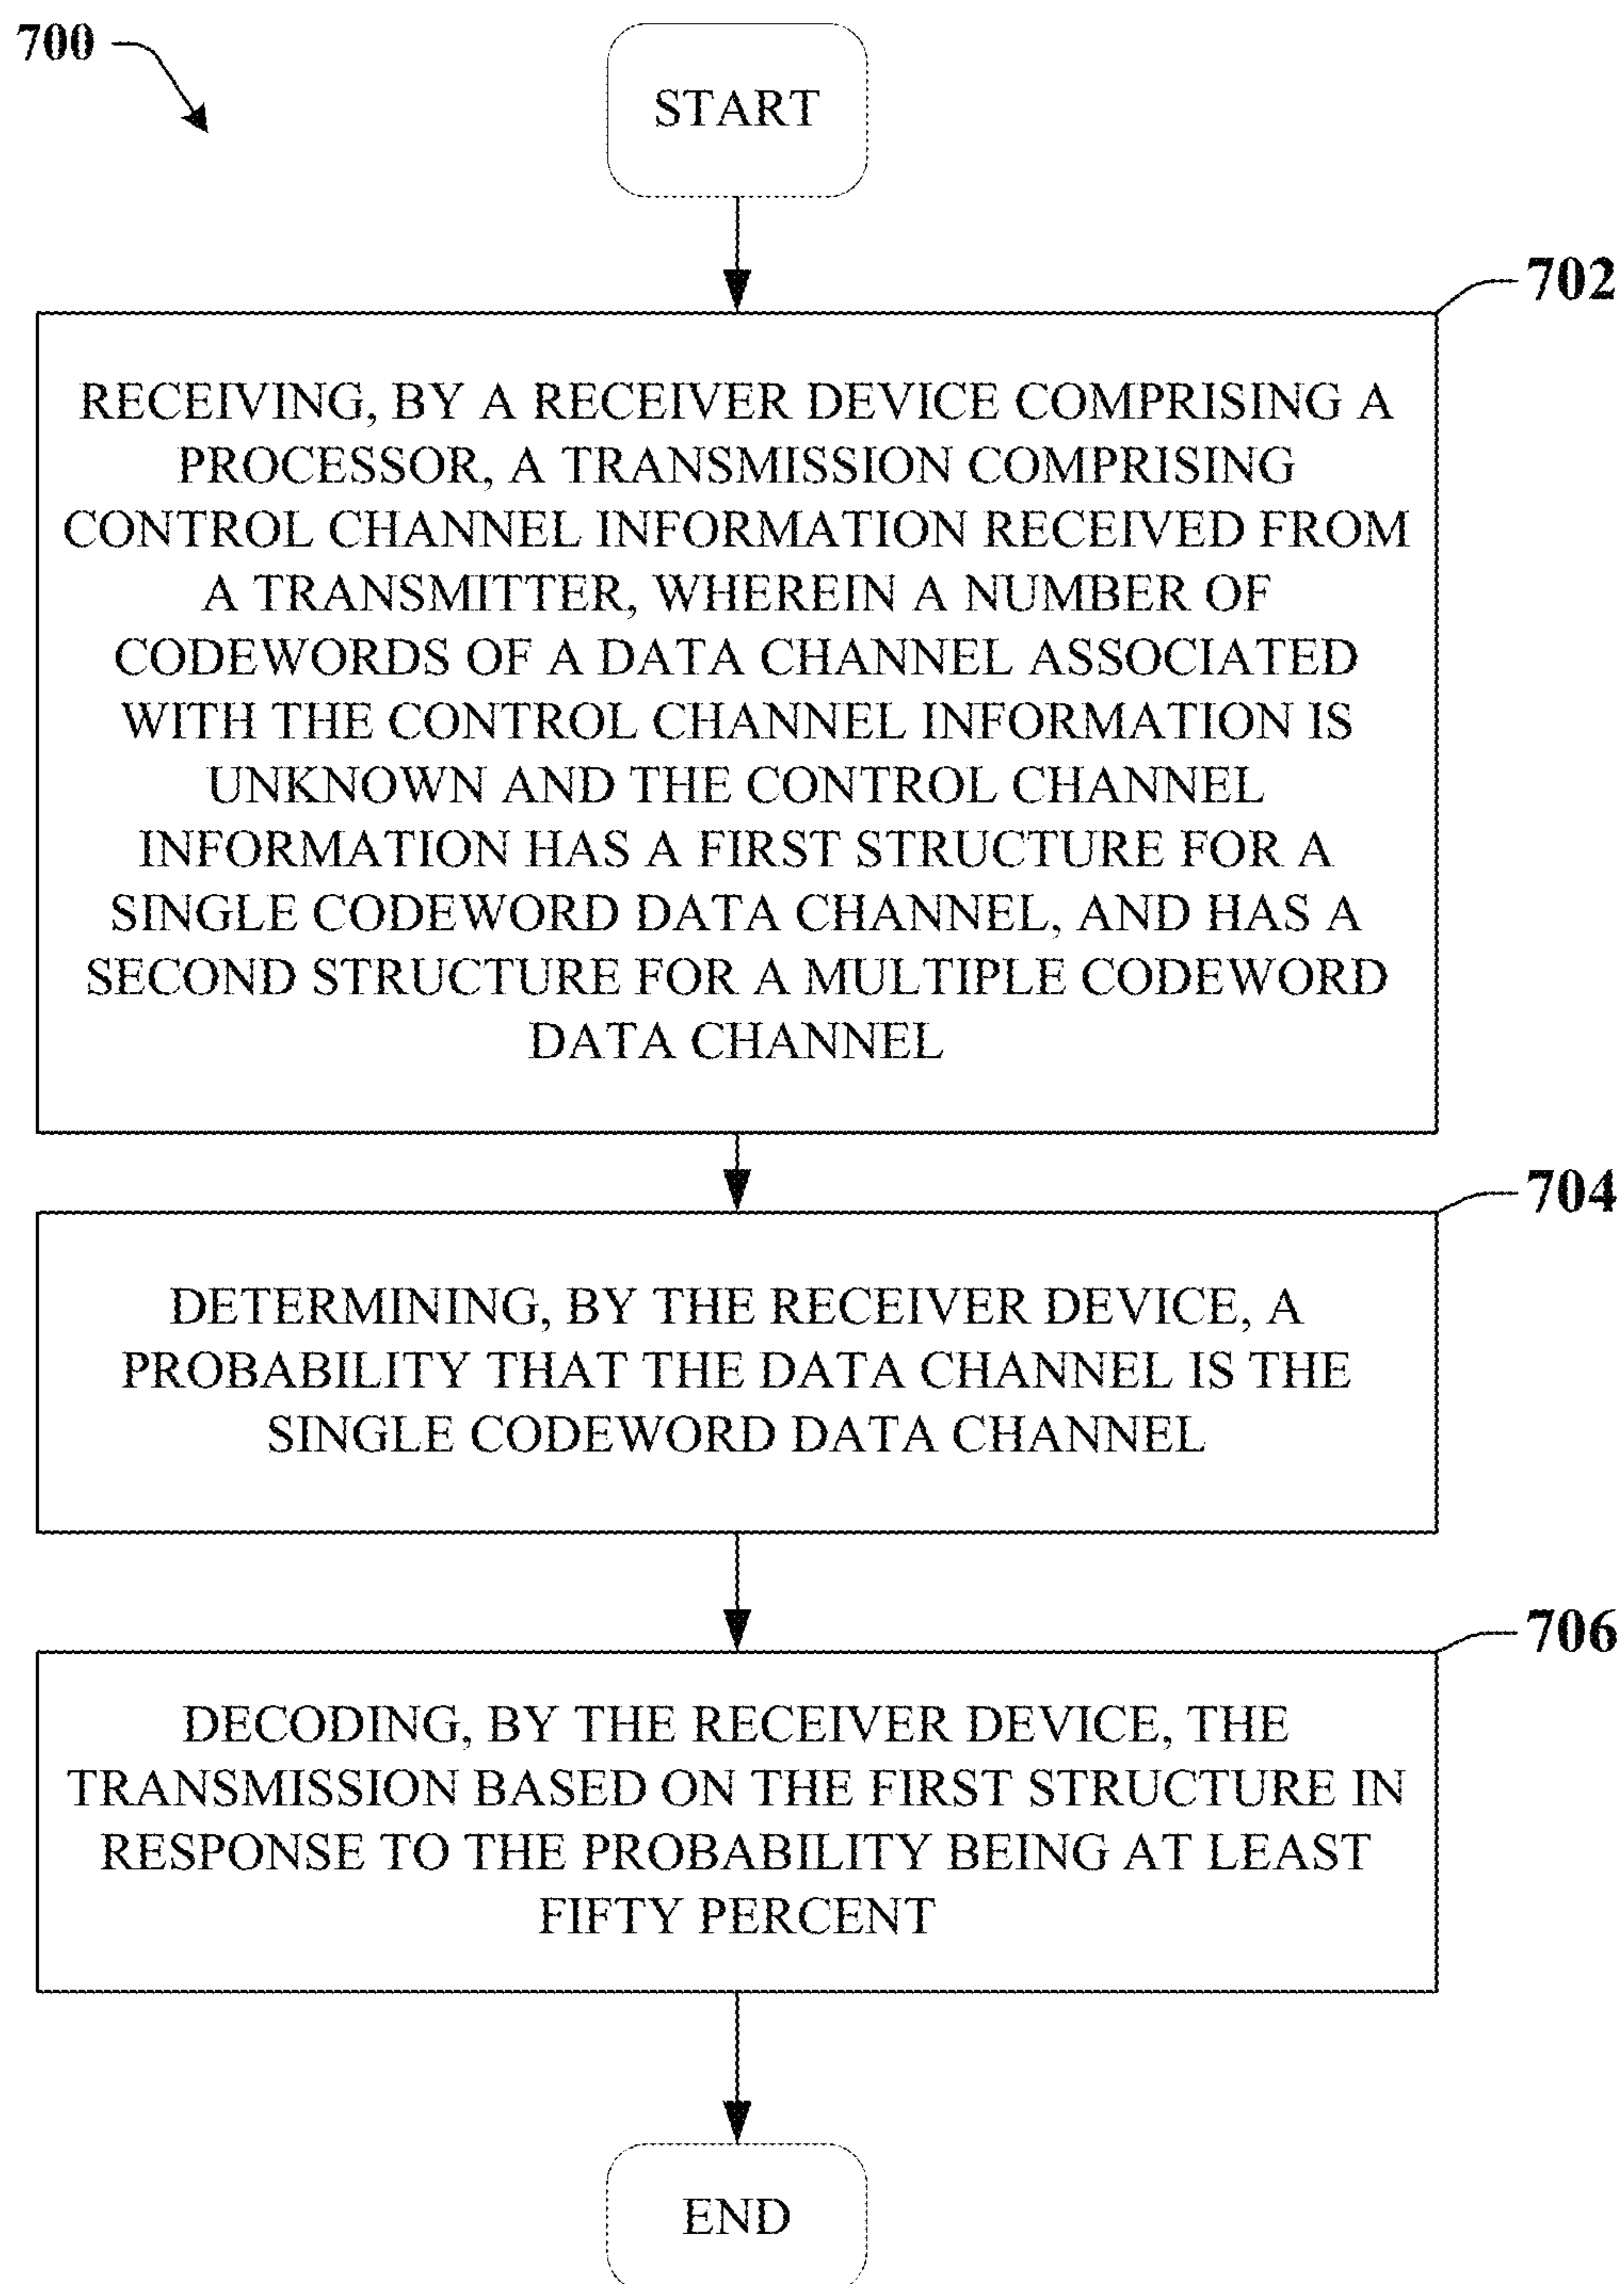 700
START
702
RECEIVING, BY A RECEIVER DEVICE COMPRISING A
PROCESSOR, A TRANSMISSION COMPRISING
CONTROL CHANNEL INFORMATION RECEIVED FROM
A TRANSMITTER, WHEREIN A NUMBER OF
CODEWORDS OF A DATA CHANNEL ASSOCIATED
WITH THE CONTROL CHANNEL INFORMATION IS
UNKNOWN AND THE CONTROL CHANNEL
INFORMATION HAS A FIRST STRUCTURE FOR A
SINGLE CODEWORD DATA CHANNEL, AND HAS A
SECOND STRUCTURE FOR A MULTIPLE CODEWORD
DATA CHANNEL
704
DETERMINING, BY THE RECEIVER DEVICE, A
PROBABILITY THAT THE DATA CHANNEL IS THE
SINGLE CODEWORD DATA CHANNEL
706
DECODING, BY THE RECEIVER DEVICE, THE
TRANSMISSION BASED ON THE FIRST STRUCTURE IN
RESPONSE TO THE PROBABILITY BEING AT LEAST
FIFTY PERCENT
END